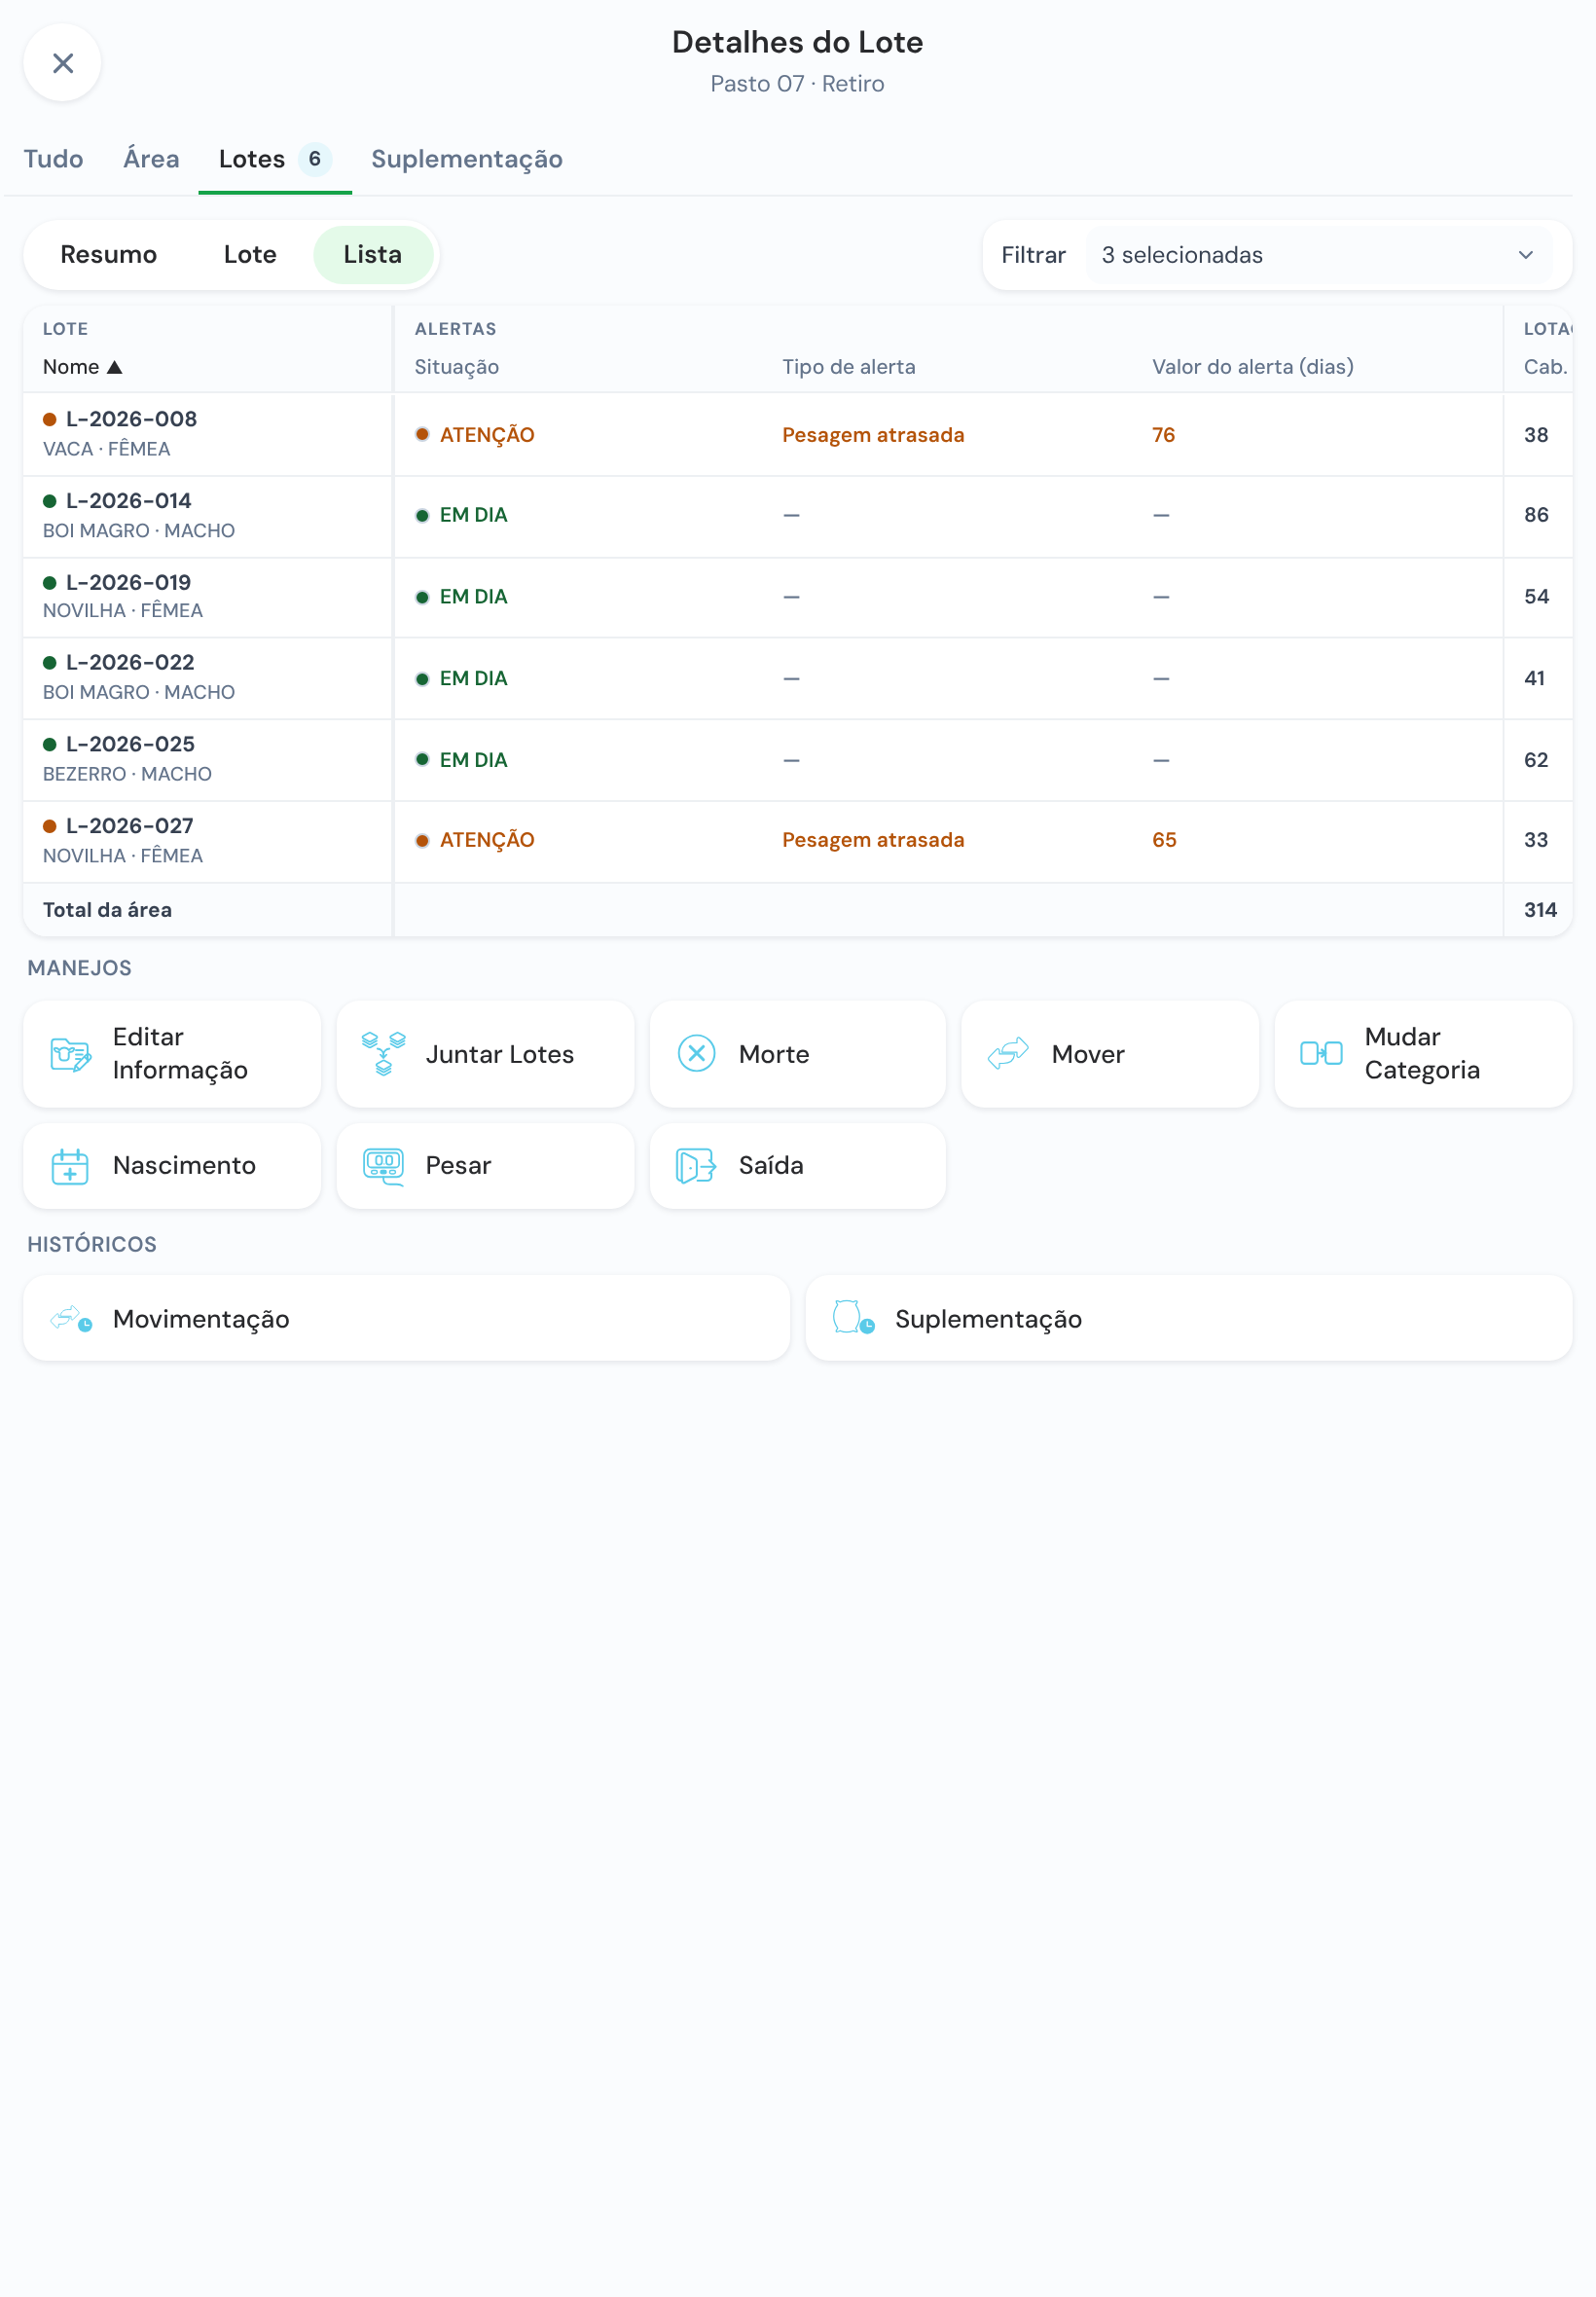 Detalhes do Lote
Pasto 07 · Retiro
Tudo Área Lotes 6 Suplementação
Resumo Lote Lista Filtrar 3 selecionadas
LOTE ALERTAS
Nome ▲ Situação Tipo de alerta Valor do alerta (dias) Cab.
L-2026-008
VACA · FÊMEA
ATENÇÃO Pesagem atrasada 76 38
L-2026-014
BOI MAGRO · MACHO
EM DIA — — 86
L-2026-019
NOVILHA · FÊMEA
EM DIA — — 54
L-2026-022
BOI MAGRO · MACHO
EM DIA — — 41
L-2026-025
BEZERRO · MACHO
EM DIA — — 62
L-2026-027
NOVILHA · FÊMEA
ATENÇÃO Pesagem atrasada 65 33
Total da área 314
MANEJOS
Editar
Informação
Juntar Lotes
Morte
Mover
Mudar
Categoria
Nascimento
Pesar
Saída
HISTÓRICOS
Movimentação
Suplementação